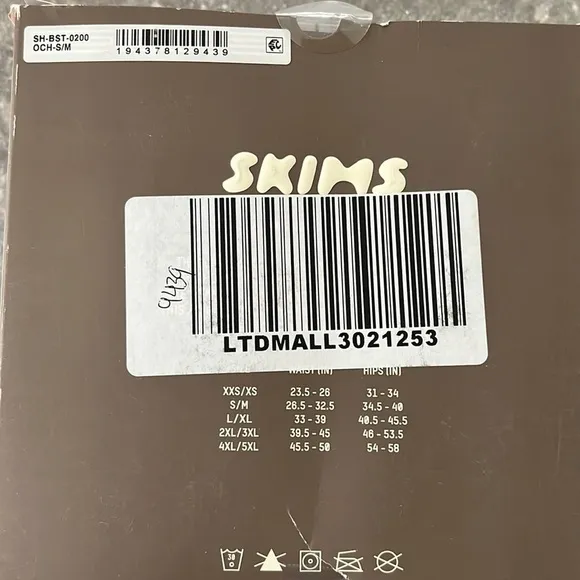 SH-BST-0200
OCH-S/M
194378129439
SKIMS
9439
LTDMALL3021253
WAIST (IN) HIPS (IN)
XXS/XS 23.5 - 26 31 - 34
S/M 26.5 - 32.5 34.5 - 40
L/XL 33 - 39 40.5 - 45.5
2XL/3XL 39.5 - 45 46 - 53.5
4XL/5XL 45.5 - 50 54 - 58
30